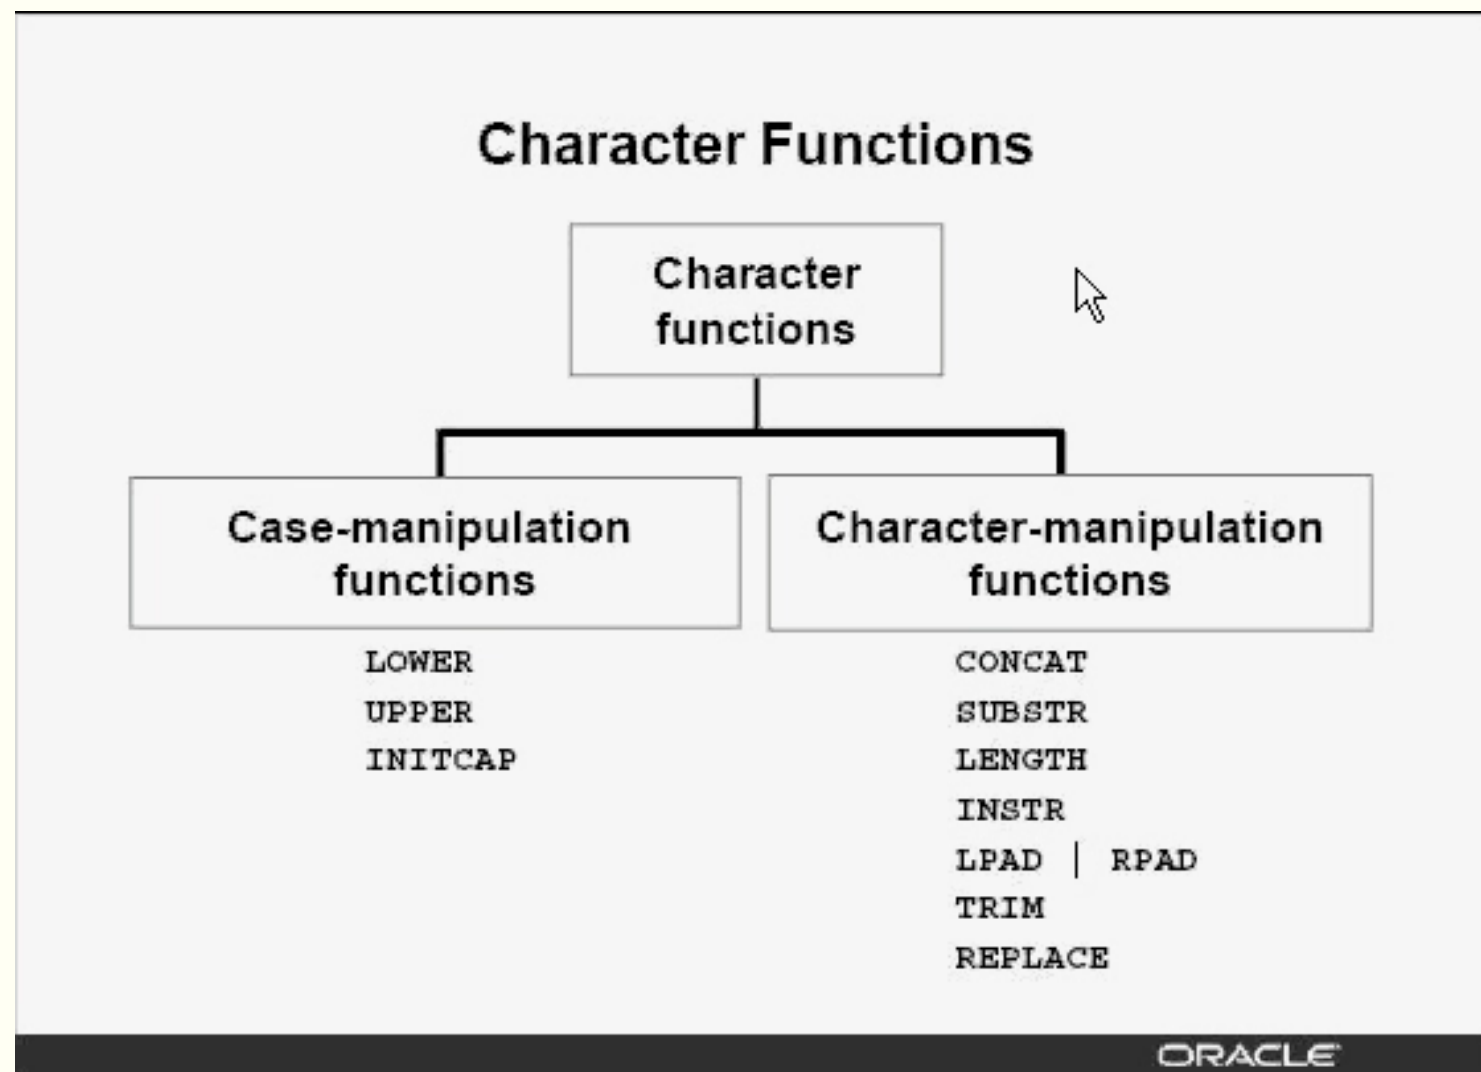 Character Functions
Character
functions
Case-manipulation
functions
LOWER
UPPER
INITCAP
Character-manipulation
functions
CONCAT
SUBSTR
LENGTH
INSTR
LPAD | RPAD
TRIM
REPLACE
ORACLE